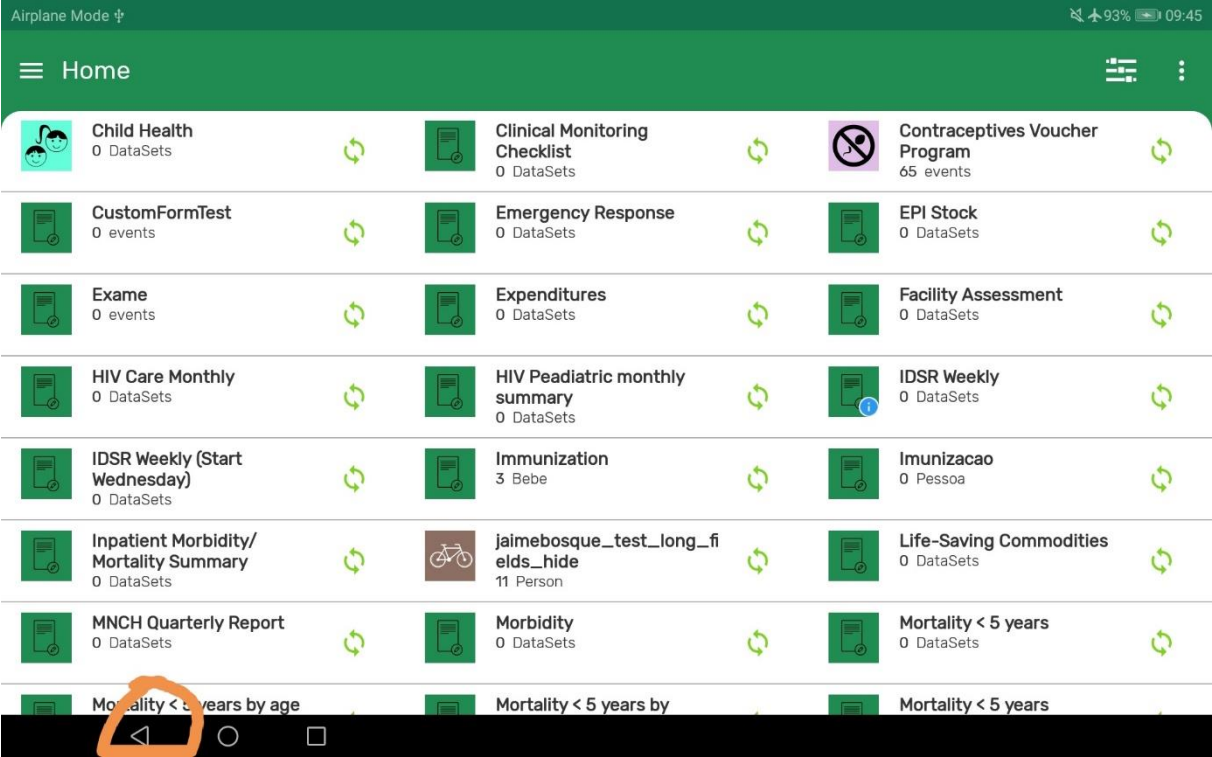 Airplane Mode
93% 09:45
Home
Child Health
0 DataSets
Clinical Monitoring
Checklist
0 DataSets
Contraceptives Voucher
Program
65 events
CustomFormTest
0 events
Emergency Response
0 DataSets
EPI Stock
0 DataSets
Exame
0 events
Expenditures
0 DataSets
Facility Assessment
0 DataSets
HIV Care Monthly
0 DataSets
HIV Peadiatric monthly
summary
0 DataSets
IDSR Weekly
0 DataSets
IDSR Weekly (Start
Wednesday)
0 DataSets
Immunization
3 Bebe
Imunizacao
0 Pessoa
Inpatient Morbidity/
Mortality Summary
0 DataSets
jaimebosque_test_long_fi
elds_hide
11 Person
Life-Saving Commodities
0 DataSets
MNCH Quarterly Report
0 DataSets
Morbidity
0 DataSets
Mortality < 5 years
0 DataSets
Mortality < 5 years by age
Mortality < 5 years by
Mortality < 5 years